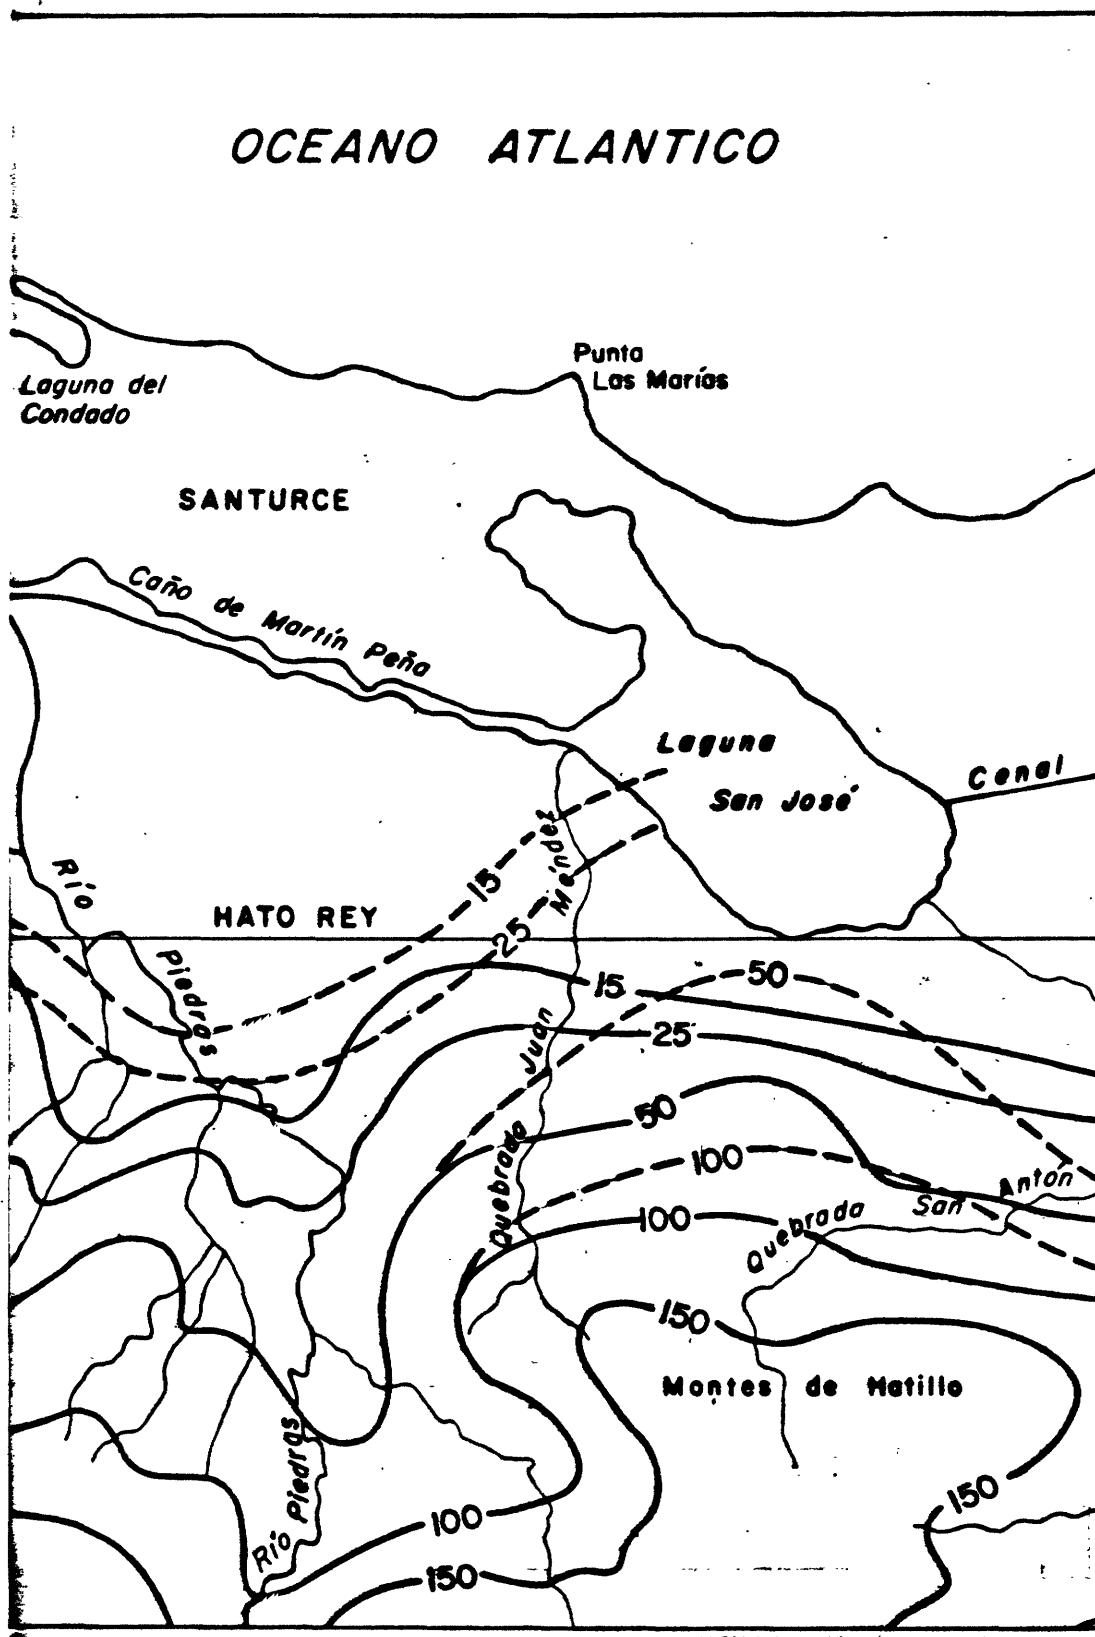 OCEANO ATLANTICO
Punta
Las Marías
Laguna del
Condado
SANTURCE
Caño de Martín Peña
Laguna
San José
Canal
Río
Piedras
HATO REY
15
25
Quebrada Juan Méndez
15
50
25
50
100
100
Quebrada San Antón
150
Montes de Hatillo
Río Piedras
100
150
150